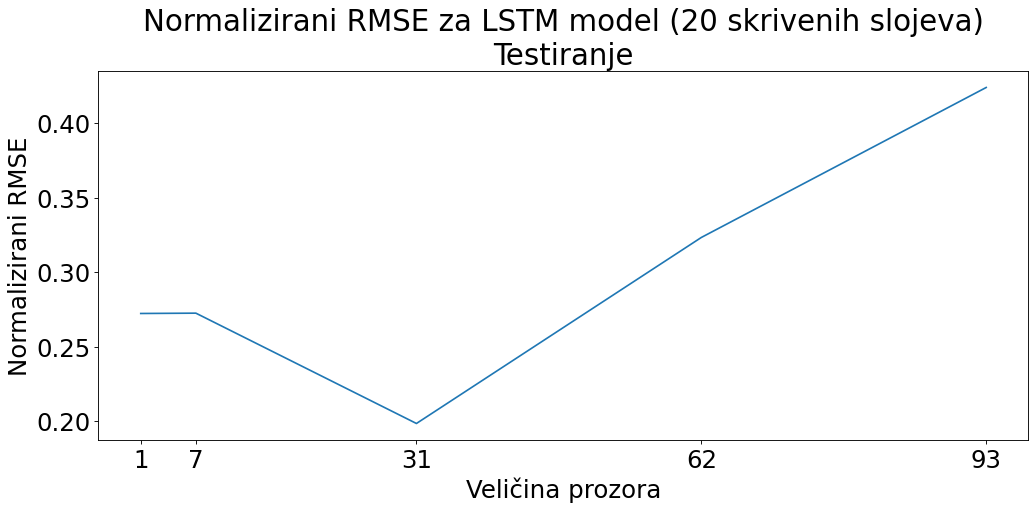 Normalizirani RMSE za LSTM model (20 skrivenih slojeva)
Testiranje
Normalizirani RMSE
0.40
0.35
0.30
0.25
0.20
1 7 31 62 93
Veličina prozora